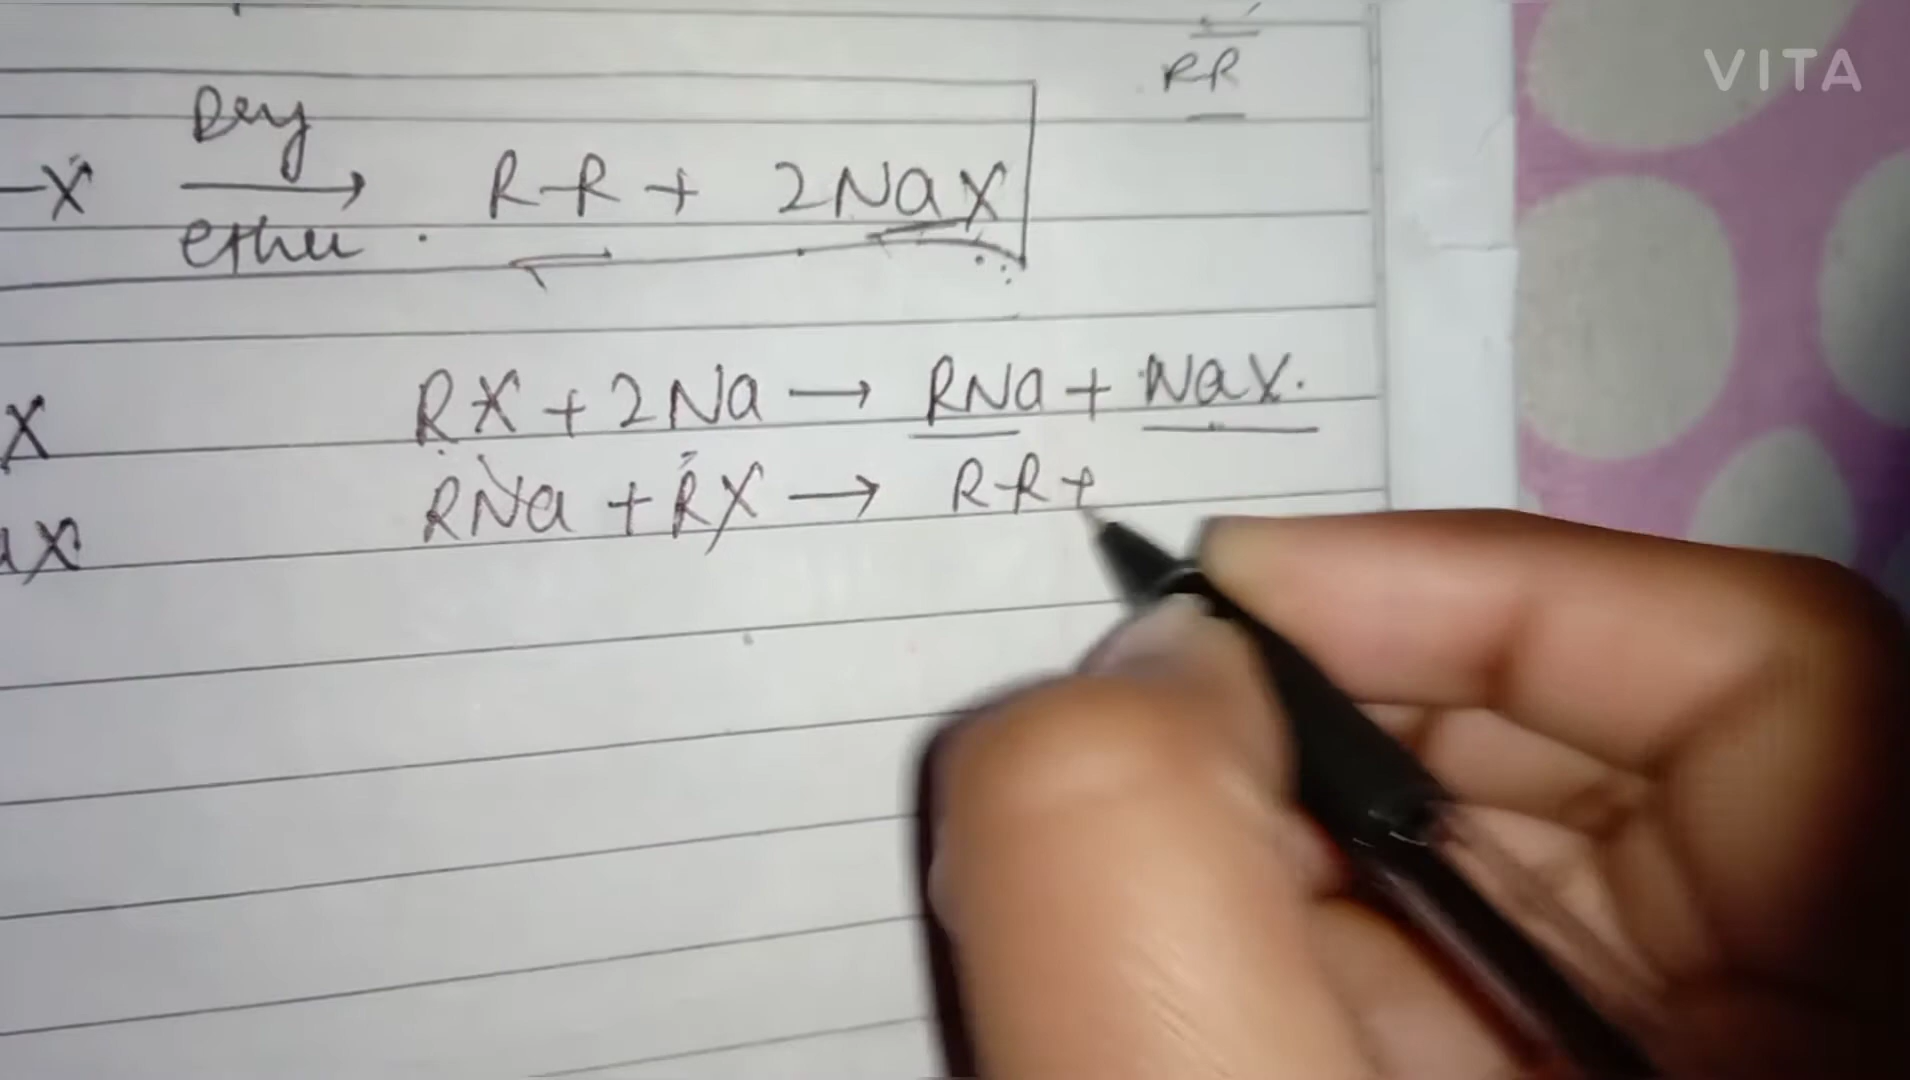 RR
VITA
Dry
-X → R-R + 2NaX
ether
X RX + 2Na → RNa + NaX.
RNa + RX → R-R+
X